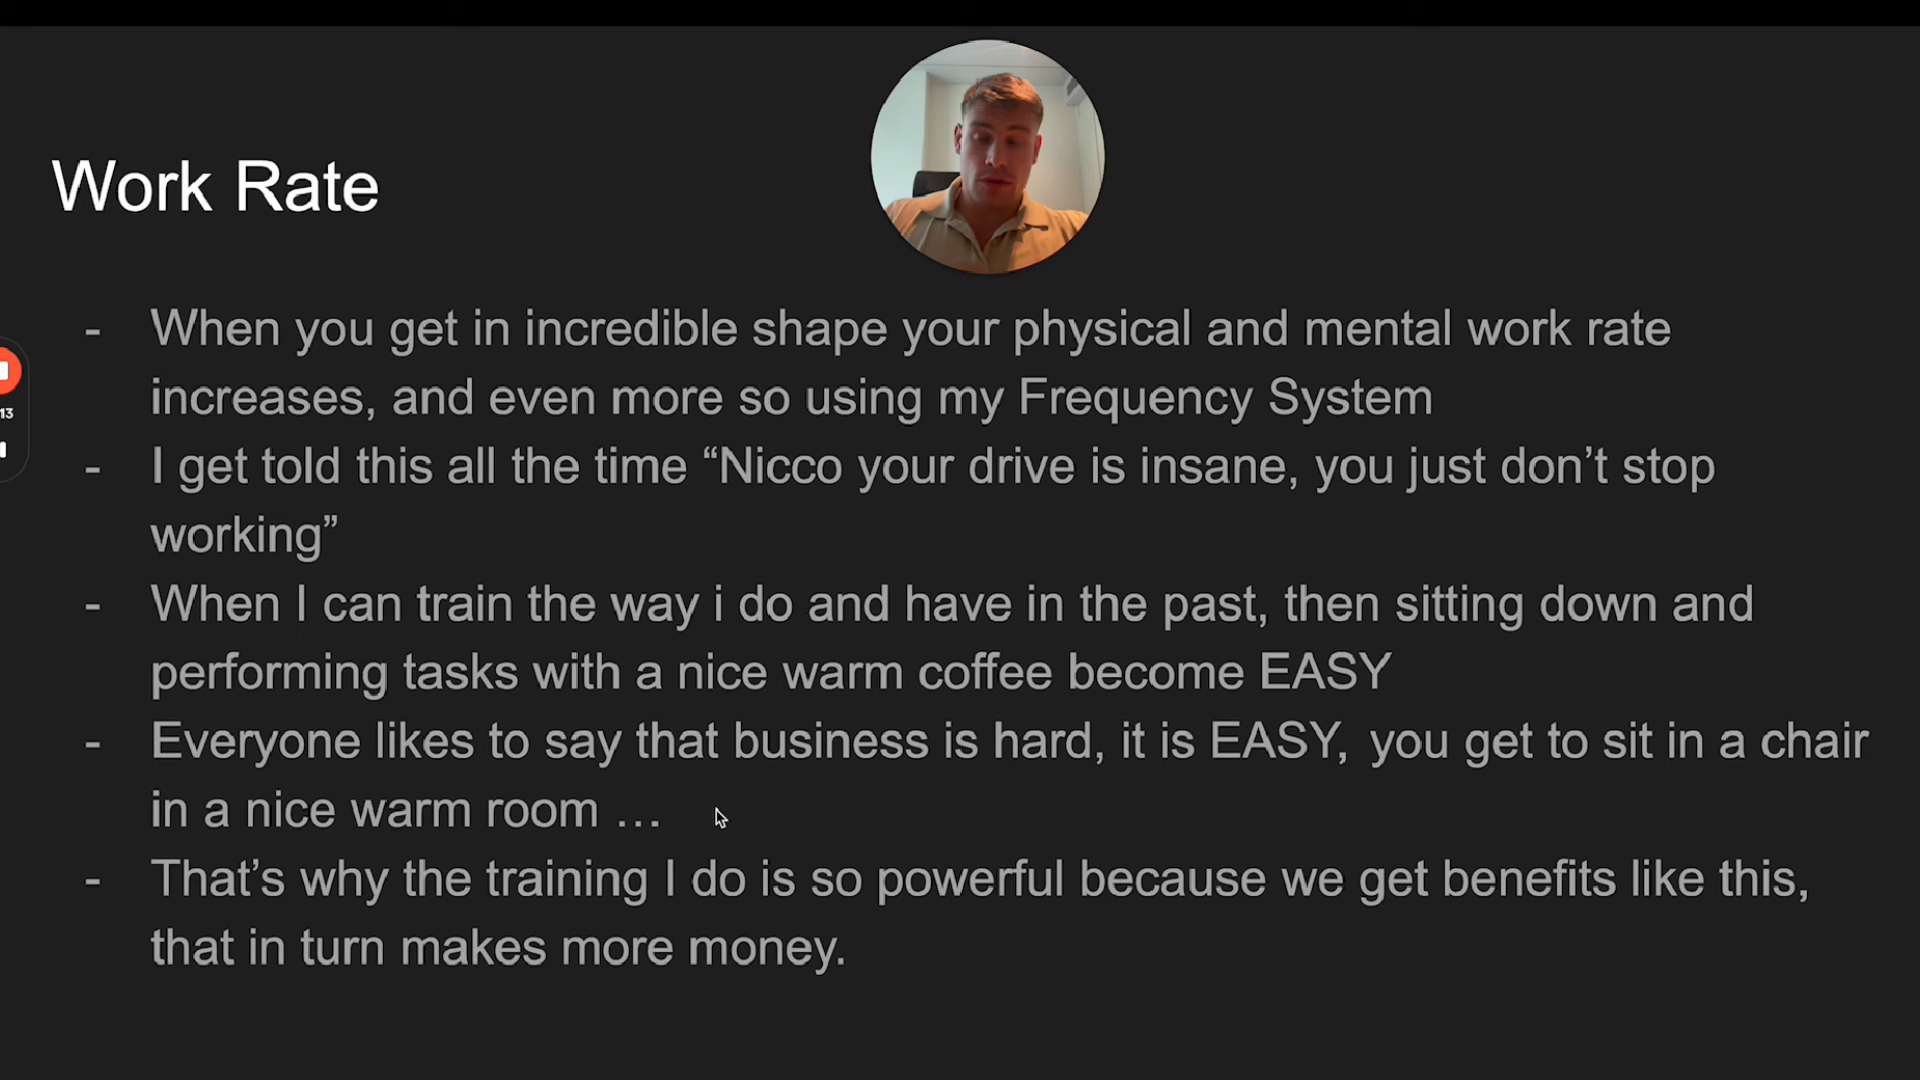 Work Rate
- When you get in incredible shape your physical and mental work rate
increases, and even more so using my Frequency System
- I get told this all the time “Nicco your drive is insane, you just don’t stop
working”
- When I can train the way i do and have in the past, then sitting down and
performing tasks with a nice warm coffee become EASY
- Everyone likes to say that business is hard, it is EASY, you get to sit in a chair
in a nice warm room …
- That’s why the training I do is so powerful because we get benefits like this,
that in turn makes more money.
13